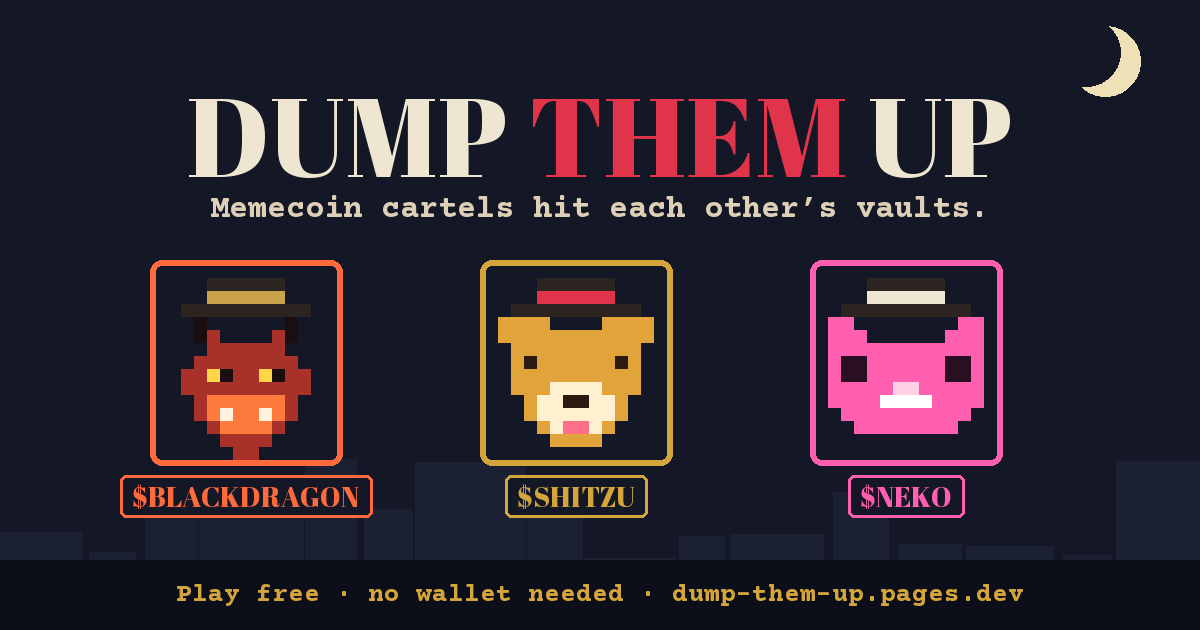 DUMP THEM UP
Memecoin cartels hit each other’s vaults.
$BLACKDRAGON
$SHITZU
$NEKO
Play free · no wallet needed · dump-them-up.pages.dev